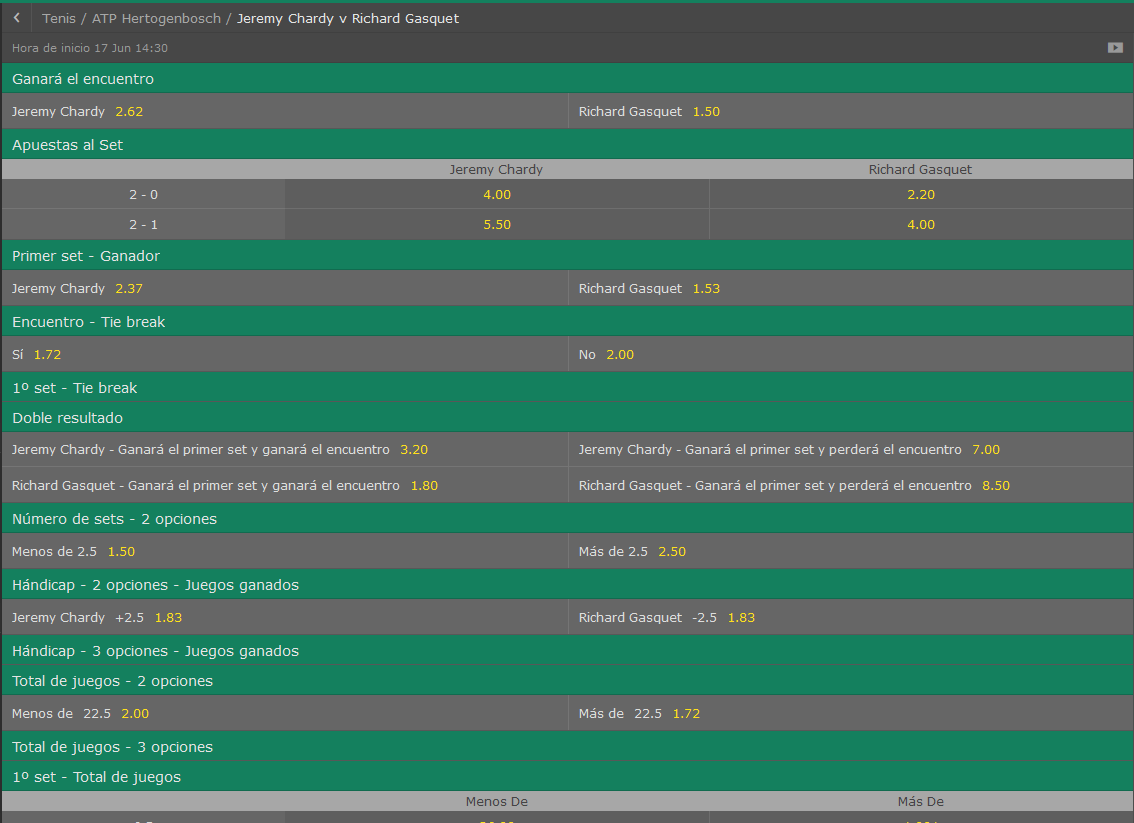 Tenis / ATP Hertogenbosch / Jeremy Chardy v Richard Gasquet
Hora de inicio 17 Jun 14:30
Ganará el encuentro
Jeremy Chardy 2.62 Richard Gasquet 1.50
Apuestas al Set
Jeremy Chardy Richard Gasquet
2 - 0 4.00 2.20
2 - 1 5.50 4.00
Primer set - Ganador
Jeremy Chardy 2.37 Richard Gasquet 1.53
Encuentro - Tie break
Sí 1.72 No 2.00
1º set - Tie break
Doble resultado
Jeremy Chardy - Ganará el primer set y ganará el encuentro 3.20 Jeremy Chardy - Ganará el primer set y perderá el encuentro 7.00
Richard Gasquet - Ganará el primer set y ganará el encuentro 1.80 Richard Gasquet - Ganará el primer set y perderá el encuentro 8.50
Número de sets - 2 opciones
Menos de 2.5 1.50 Más de 2.5 2.50
Hándicap - 2 opciones - Juegos ganados
Jeremy Chardy +2.5 1.83 Richard Gasquet -2.5 1.83
Hándicap - 3 opciones - Juegos ganados
Total de juegos - 2 opciones
Menos de 22.5 2.00 Más de 22.5 1.72
Total de juegos - 3 opciones
1º set - Total de juegos
Menos De Más De